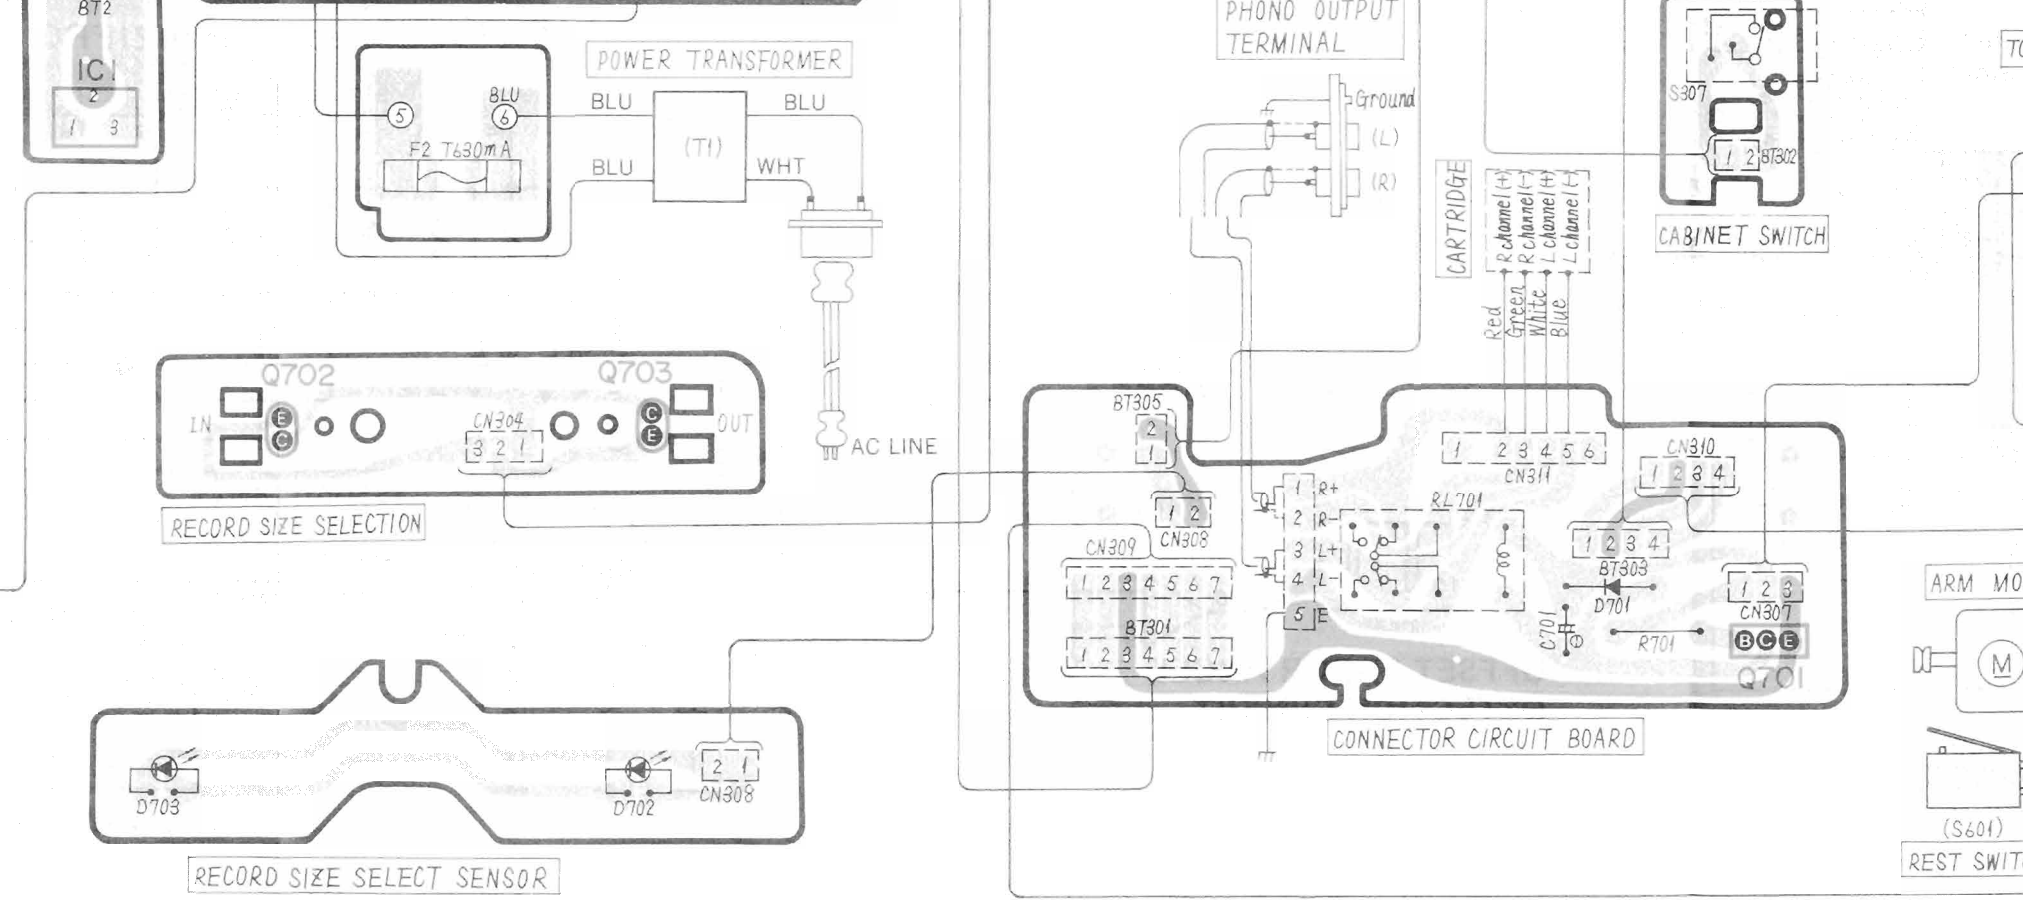 BT2
IC1
2
1 3
5
BLU
6
F2 T630mA
POWER TRANSFORMER
BLU
BLU
(T1)
BLU
WHT
AC LINE
PHONO OUTPUT
TERMINAL
Ground
(L)
(R)
CARTRIDGE
R channel(+)
R channel(-)
L channel(+)
L channel(-)
Red
Green
White
Blue
S307
1 2
BT302
CABINET SWITCH
TO
Q702
Q703
IN
E
C
CN304
3 2 1
C
E
OUT
RECORD SIZE SELECTION
BT305
2
1
1 2
CN308
CN309
1 2 3 4 5 6 7
BT301
1 2 3 4 5 6 7
1 R+
2 R-
3 L+
4 L-
5 E
RL701
1 2 3 4 5 6
CN311
CN310
1 2 3 4
1 2 3 4
BT303
D701
C701
R701
1 2 3
CN307
B C E
Q701
CONNECTOR CIRCUIT BOARD
ARM MO
M
(S601)
REST SWIT
D703
D702
2 1
CN308
RECORD SIZE SELECT SENSOR